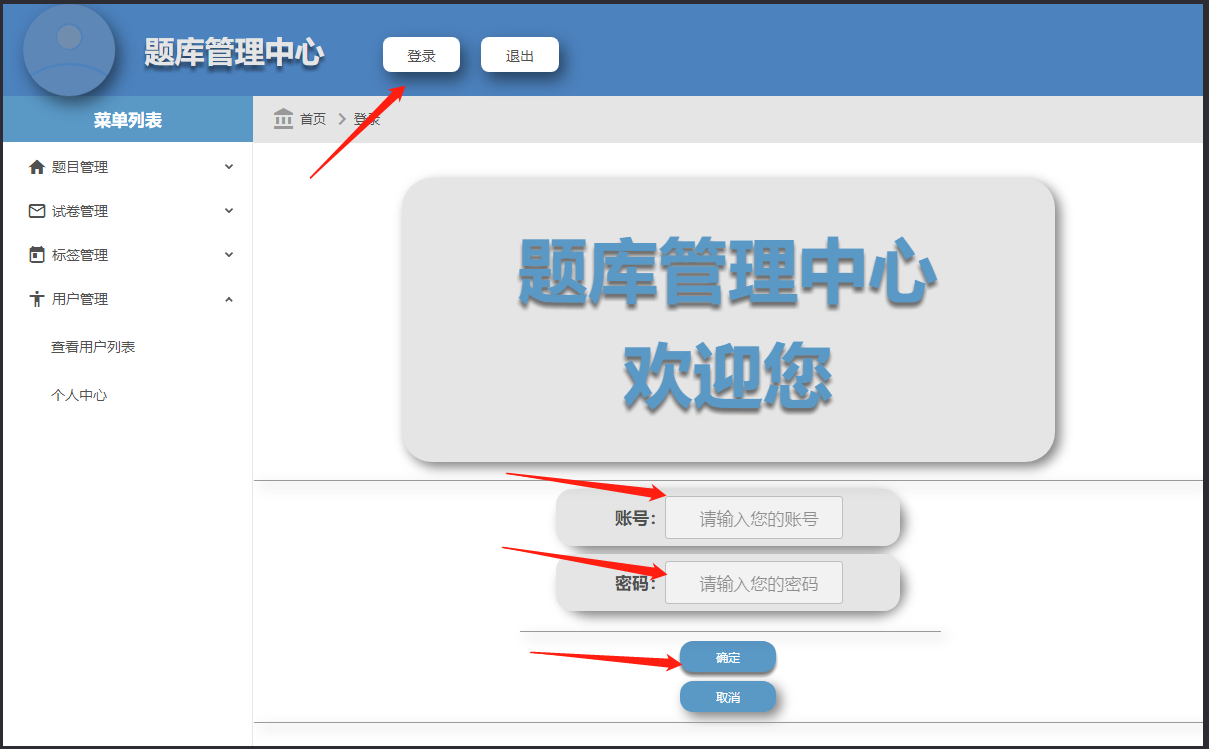 题库管理中心
登录
退出
菜单列表
首页
登录
题目管理
试卷管理
标签管理
用户管理
查看用户列表
个人中心
题库管理中心
欢迎您
账号：
请输入您的账号
密码：
请输入您的密码
确定
取消